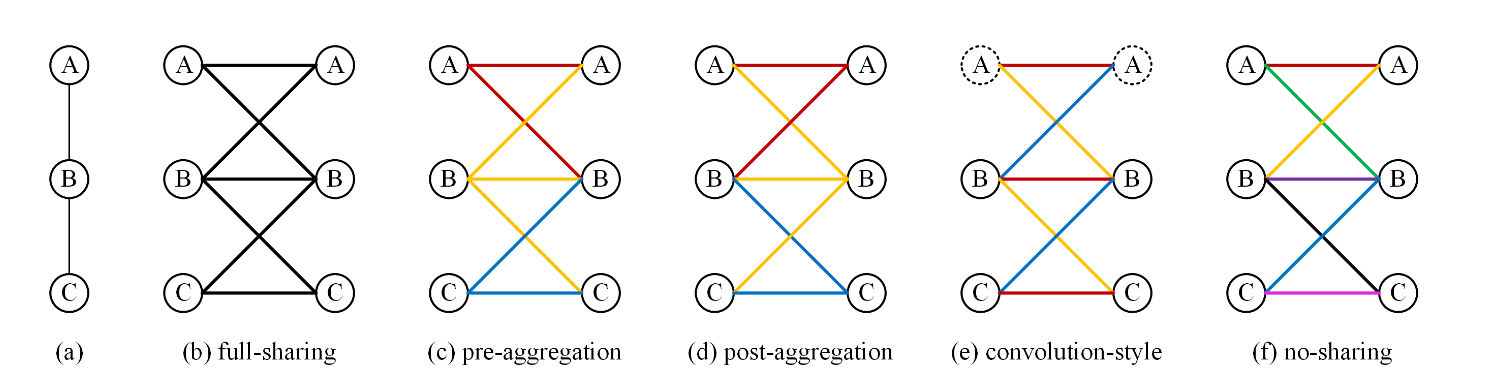 A A A A A A A A A A A
B B B B B B B B B B B
C C C C C C C C C C C
(a) (b) full-sharing (c) pre-aggregation (d) post-aggregation (e) convolution-style (f) no-sharing